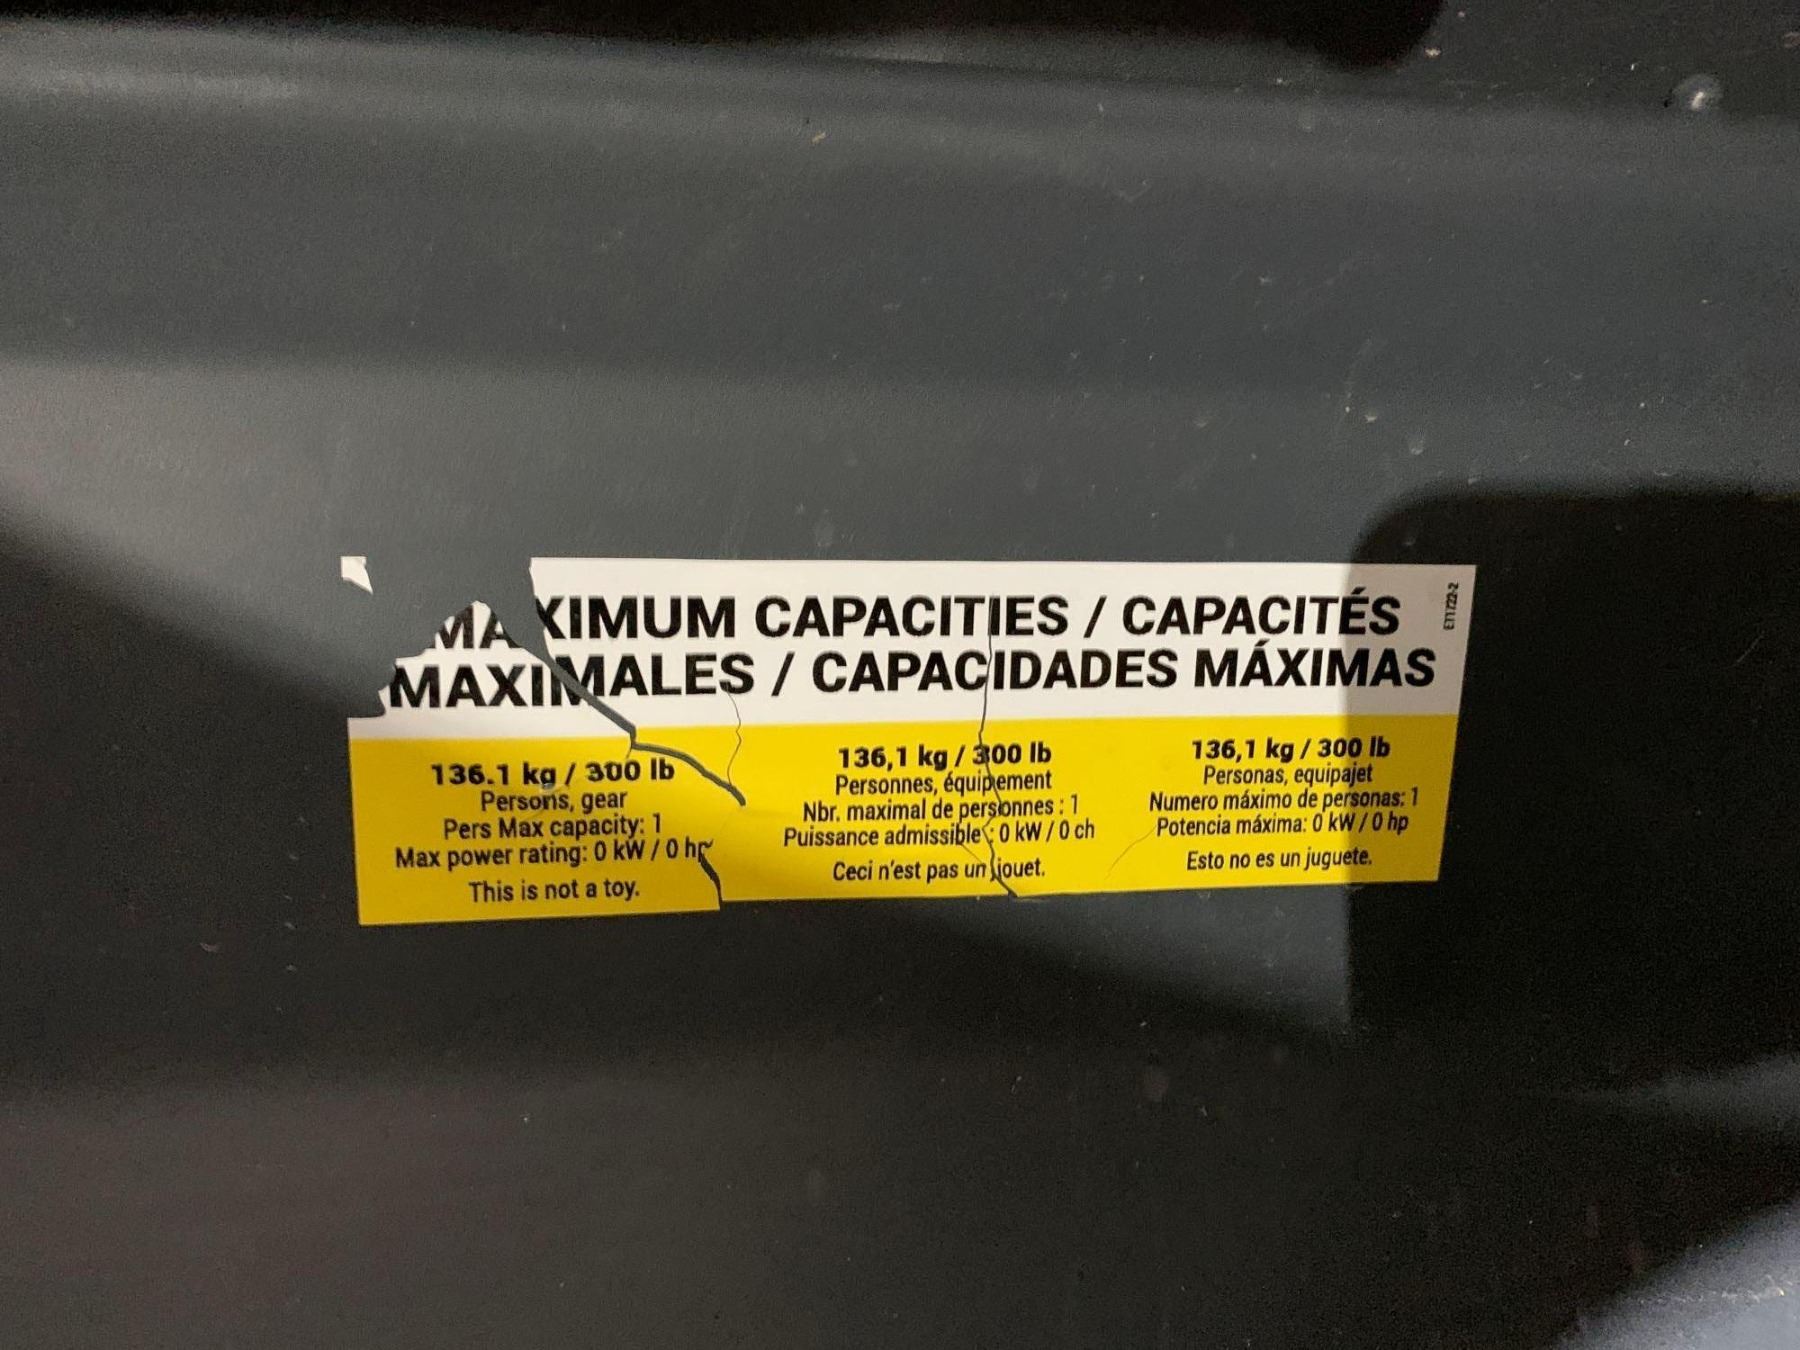 MAXIMUM CAPACITIES / CAPACITÉS
MAXIMALES / CAPACIDADES MÁXIMAS
136.1 kg / 300 lb
Persons, gear
Pers Max capacity: 1
Max power rating: 0 kW / 0 hp
This is not a toy.
136,1 kg / 300 lb
Personnes, équipement
Nbr. maximal de personnes : 1
Puissance admissible : 0 kW / 0 ch
Ceci n'est pas un jouet.
136,1 kg / 300 lb
Personas, equipajet
Numero máximo de personas: 1
Potencia máxima: 0 kW / 0 hp
Esto no es un juguete.